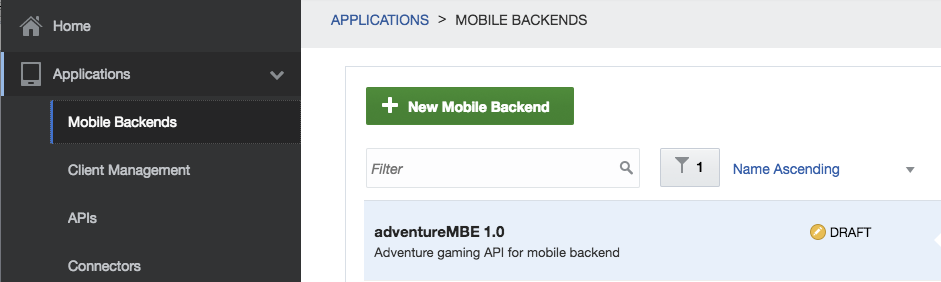 Home
Applications
Mobile Backends
Client Management
APIs
Connectors
APPLICATIONS > MOBILE BACKENDS
New Mobile Backend
Filter
1
Name Ascending
adventureMBE 1.0
DRAFT
Adventure gaming API for mobile backend